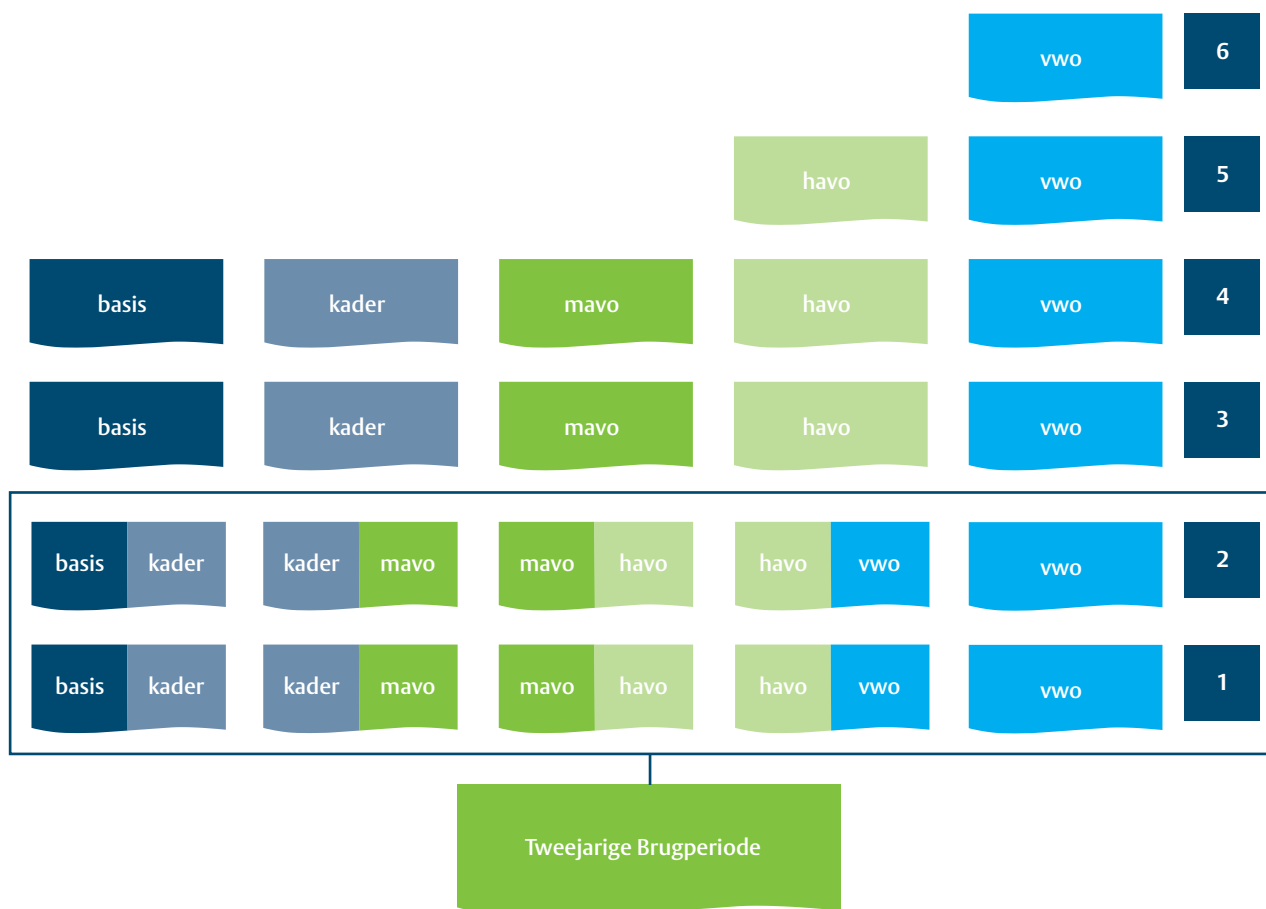 vwo 6
havo vwo 5
basis kader mavo havo vwo 4
basis kader mavo havo vwo 3
basis kader kader mavo mavo havo havo vwo vwo 2
basis kader kader mavo mavo havo havo vwo vwo 1
Tweejarige Brugperiode